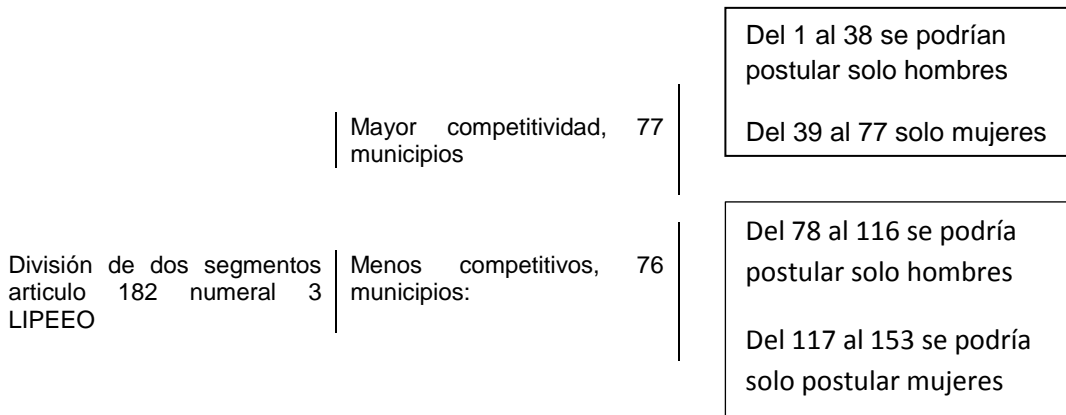 División de dos segmentos
articulo 182 numeral 3
LIPEEO
Mayor competitividad, 77
municipios
Del 1 al 38 se podrían
postular solo hombres
Del 39 al 77 solo mujeres
Menos competitivos, 76
municipios:
Del 78 al 116 se podría
postular solo hombres
Del 117 al 153 se podría
solo postular mujeres